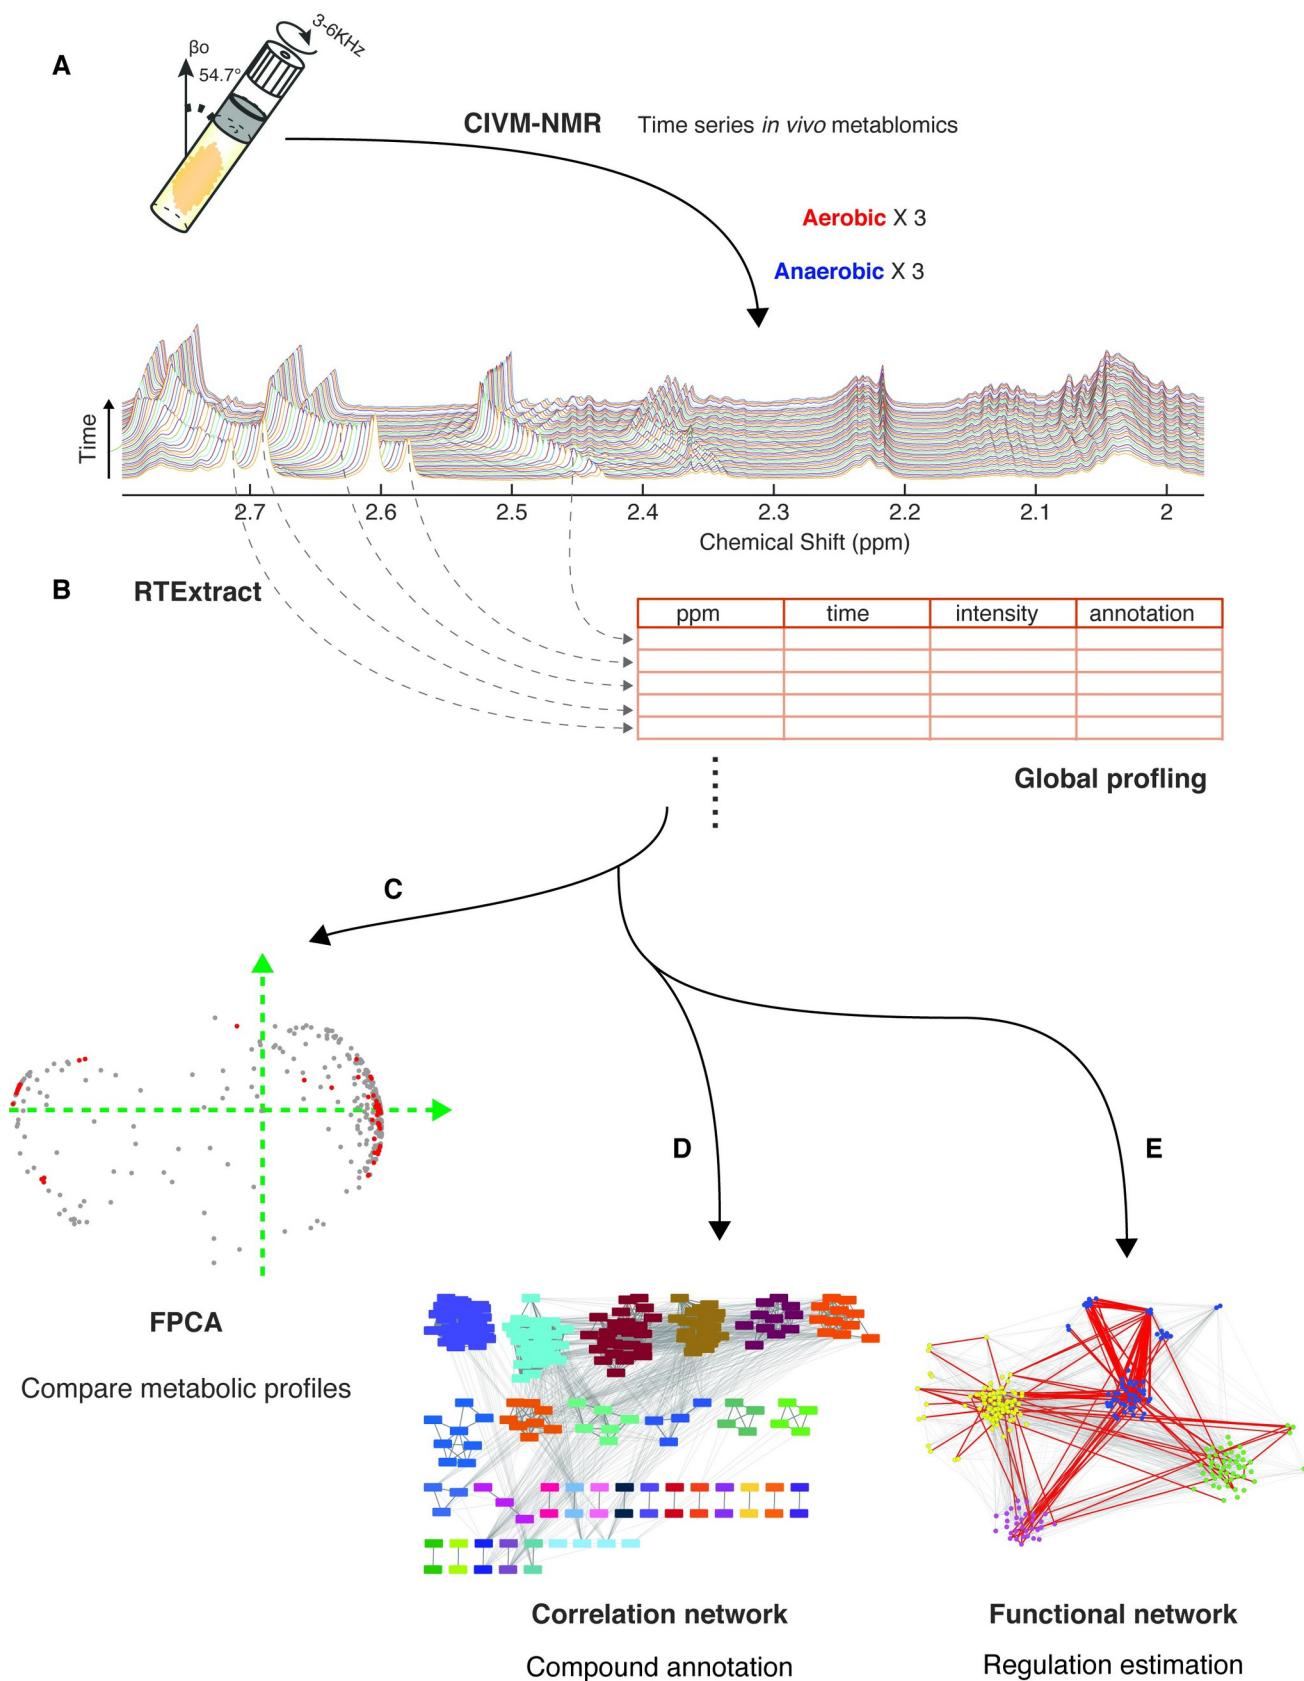 A
βo
54.7°
3-6KHz
CIVM-NMR Time series in vivo metablomics
Aerobic X 3
Anaerobic X 3
Time
2.7 2.6 2.5 2.4 2.3 2.2 2.1 2
Chemical Shift (ppm)
B RTExtract
ppm time intensity annotation
Global profling
C
D
E
FPCA
Compare metabolic profiles
Correlation network
Compound annotation
Functional network
Regulation estimation